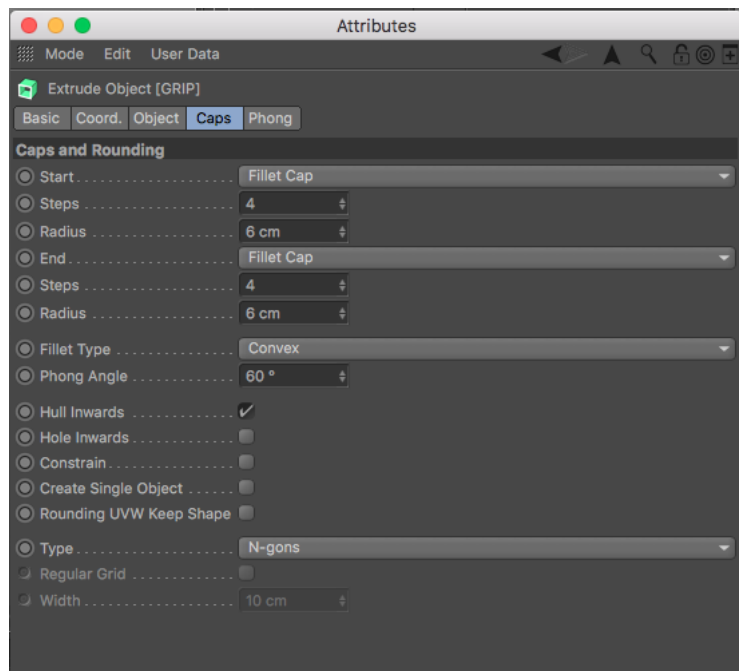 Attributes
Mode Edit User Data
Extrude Object [GRIP]
Basic Coord. Object Caps Phong
Caps and Rounding
Start . . . . . . . . . . . . . . . . . . . . Fillet Cap
Steps . . . . . . . . . . . . . . . . . . . 4
Radius . . . . . . . . . . . . . . . . . . 6 cm
End . . . . . . . . . . . . . . . . . . . . . Fillet Cap
Steps . . . . . . . . . . . . . . . . . . . 4
Radius . . . . . . . . . . . . . . . . . . 6 cm
Fillet Type . . . . . . . . . . . . . . . Convex
Phong Angle . . . . . . . . . . . . . 60 °
Hull Inwards . . . . . . . . . . . . .
Hole Inwards . . . . . . . . . . . . .
Constrain . . . . . . . . . . . . . . . .
Create Single Object . . . . . .
Rounding UVW Keep Shape
Type . . . . . . . . . . . . . . . . . . . . N-gons
Regular Grid . . . . . . . . . . . . .
Width . . . . . . . . . . . . . . . . . . . 10 cm